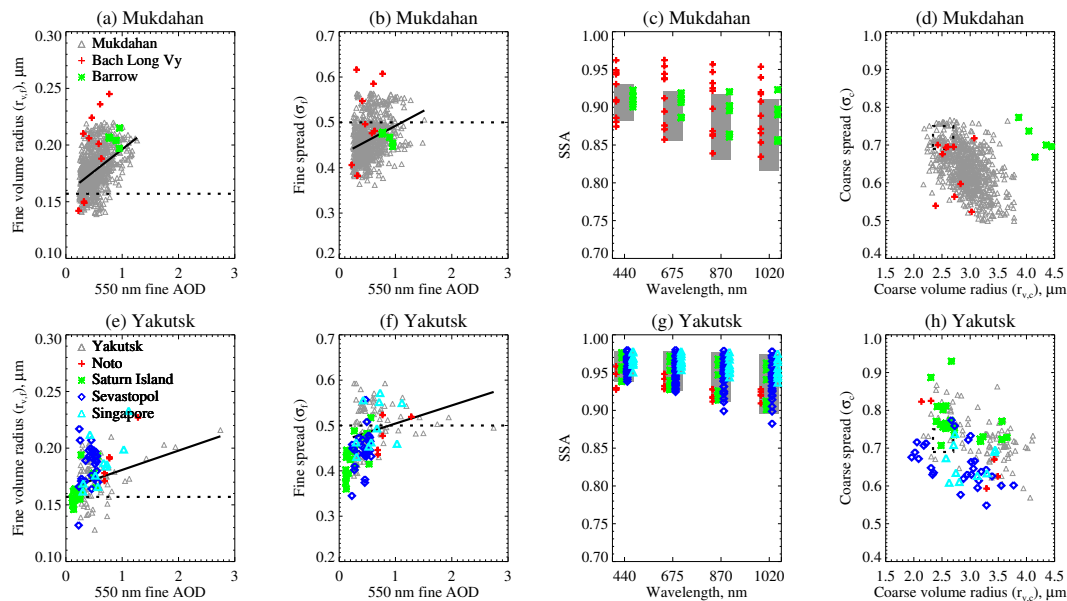 (a) Mukdahan
Fine volume radius (r_v,f), µm
0.30
0.25
0.20
0.15
0.10
Mukdahan
Bach Long Vy
Barrow
0 1 2 3
550 nm fine AOD
(b) Mukdahan
Fine spread (σ_f)
0.7
0.6
0.5
0.4
0.3
0.2
0 1 2 3
550 nm fine AOD
(c) Mukdahan
SSA
1.00
0.95
0.90
0.85
0.80
0.75
0.70
440 675 870 1020
Wavelength, nm
(d) Mukdahan
Coarse spread (σ_c)
1.0
0.9
0.8
0.7
0.6
0.5
0.4
1.5 2.0 2.5 3.0 3.5 4.0 4.5
Coarse volume radius (r_v,c), µm
(e) Yakutsk
Fine volume radius (r_v,f), µm
0.30
0.25
0.20
0.15
0.10
Yakutsk
Noto
Saturn Island
Sevastopol
Singapore
0 1 2 3
550 nm fine AOD
(f) Yakutsk
Fine spread (σ_f)
0.7
0.6
0.5
0.4
0.3
0.2
0 1 2 3
550 nm fine AOD
(g) Yakutsk
SSA
1.00
0.95
0.90
0.85
0.80
0.75
0.70
440 675 870 1020
Wavelength, nm
(h) Yakutsk
Coarse spread (σ_c)
1.0
0.9
0.8
0.7
0.6
0.5
0.4
1.5 2.0 2.5 3.0 3.5 4.0 4.5
Coarse volume radius (r_v,c), µm